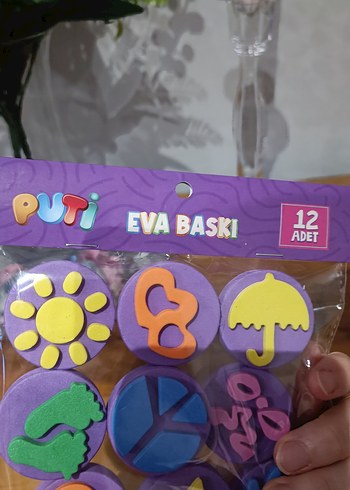 PUTi
EVA BASKI
12
ADET